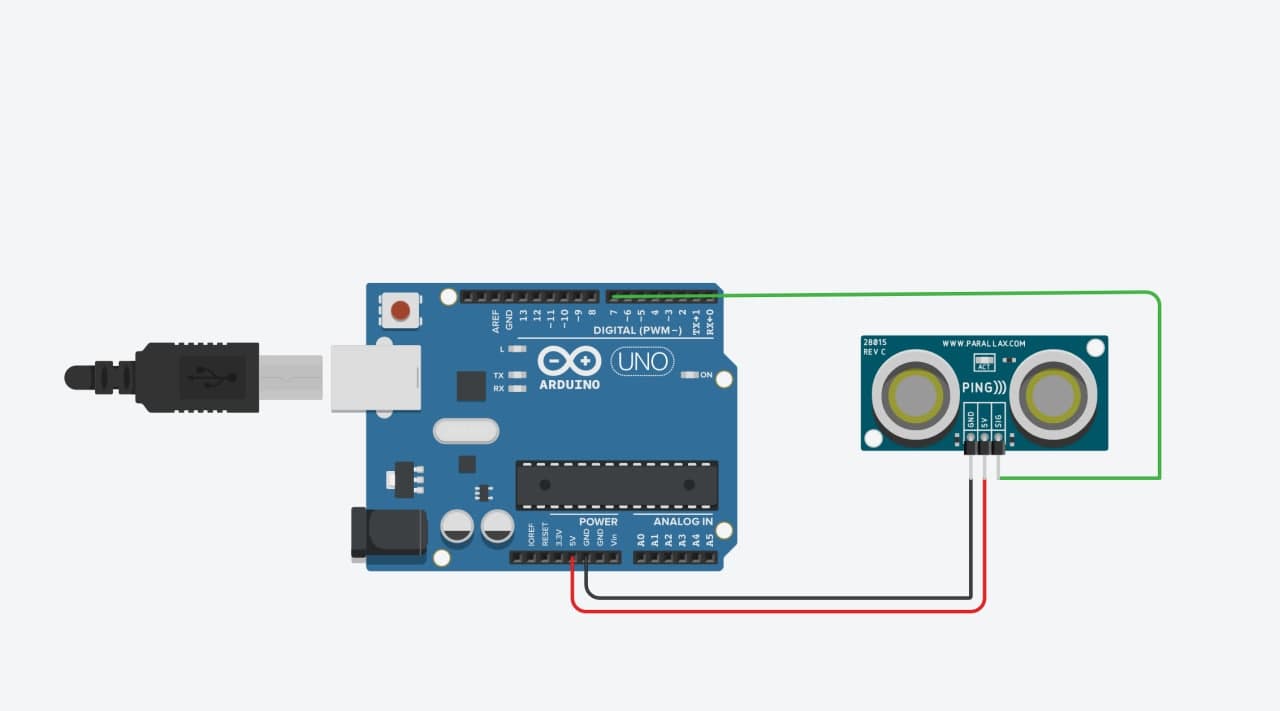 AREF
GND
13
12
~11
~10
~9
8
7
~6
~5
4
~3
2
TX→1
RX←0
DIGITAL (PWM~)
L
TX
RX
ARDUINO
UNO
ON
POWER
ANALOG IN
IOREF
RESET
3.3V
5V
GND
GND
Vin
A0
A1
A2
A3
A4
A5
28015
REV C
WWW.PARALLAX.COM
ACT
PING)))
GND
5V
SIG